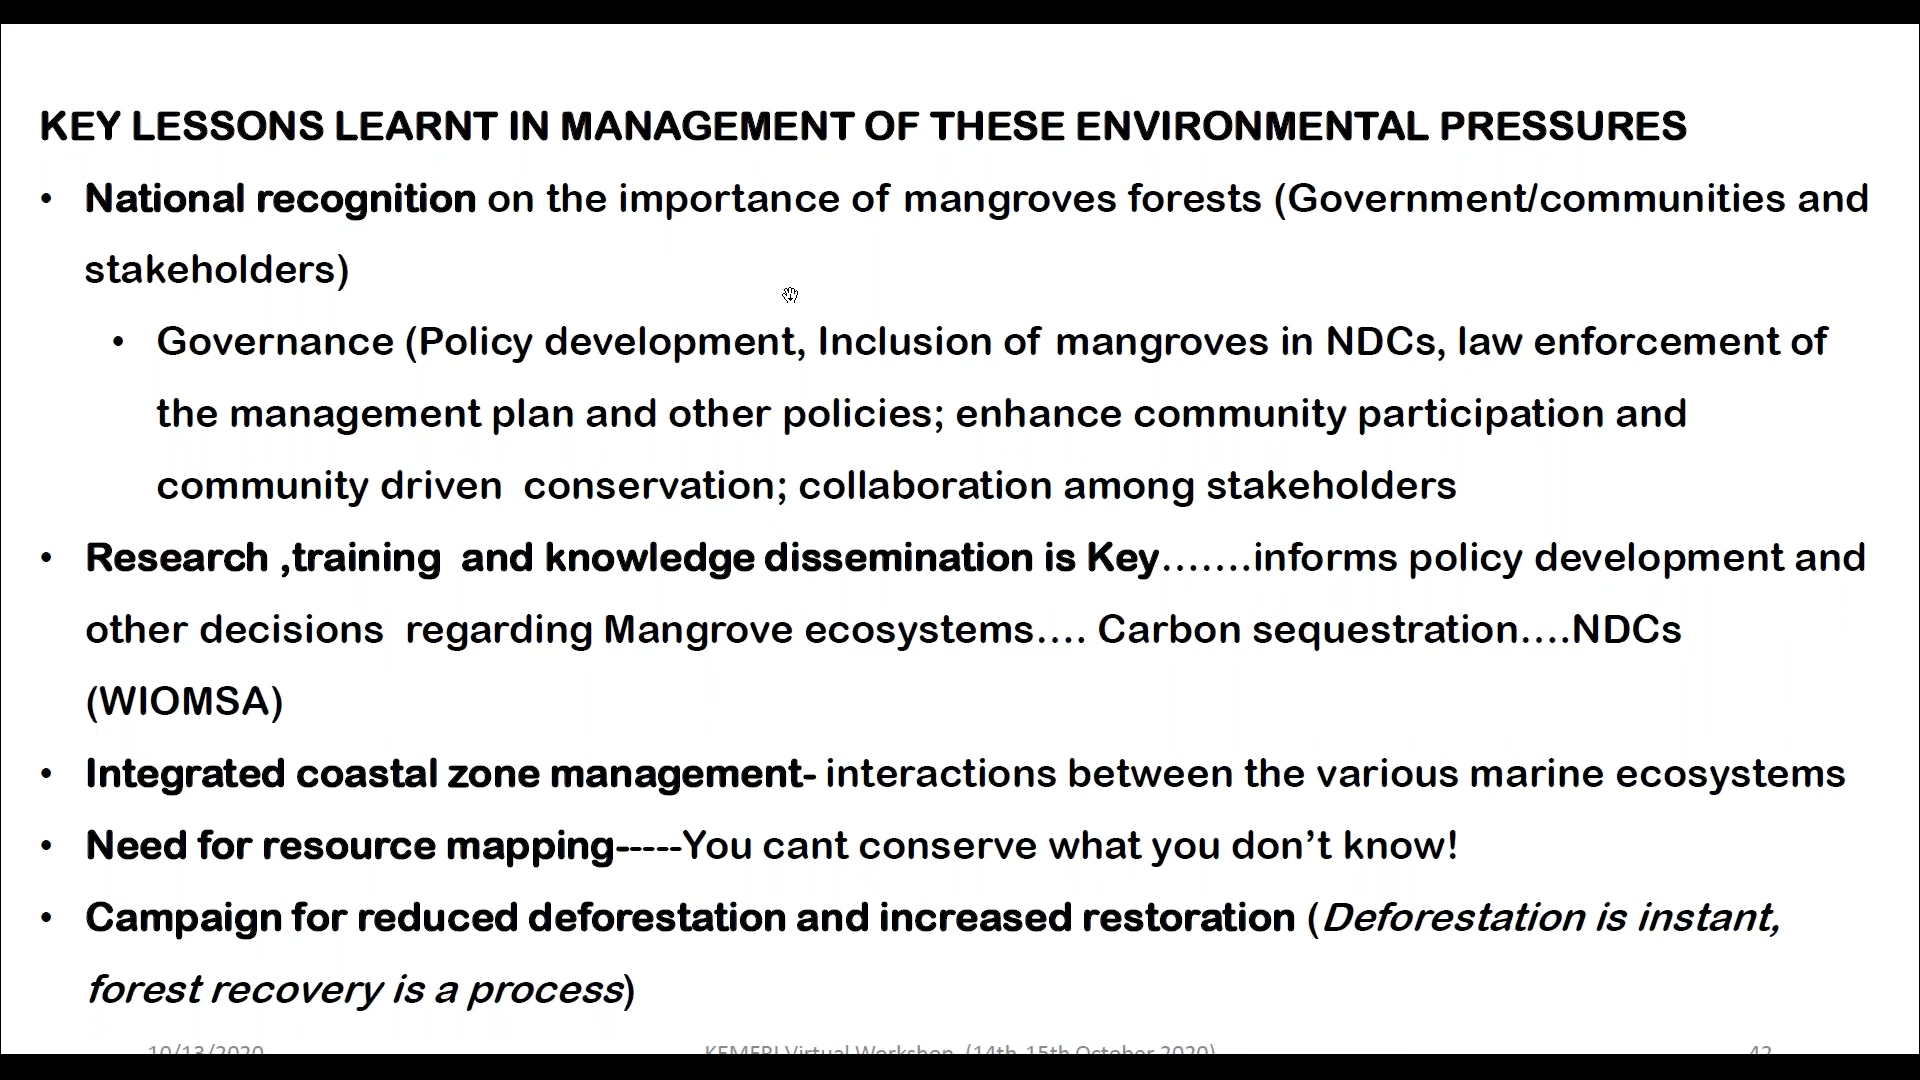 KEY LESSONS LEARNT IN MANAGEMENT OF THESE ENVIRONMENTAL PRESSURES
• National recognition on the importance of mangroves forests (Government/communities and
stakeholders)
• Governance (Policy development, Inclusion of mangroves in NDCs, law enforcement of
the management plan and other policies; enhance community participation and
community driven  conservation; collaboration among stakeholders
• Research ,training  and knowledge dissemination is Key…….informs policy development and
other decisions  regarding Mangrove ecosystems…. Carbon sequestration….NDCs
(WIOMSA)
• Integrated coastal zone management- interactions between the various marine ecosystems
• Need for resource mapping-----You cant conserve what you don’t know!
• Campaign for reduced deforestation and increased restoration (Deforestation is instant,
forest recovery is a process)
10/13/2020
Virtual Workshop (14th-15th October 2020)